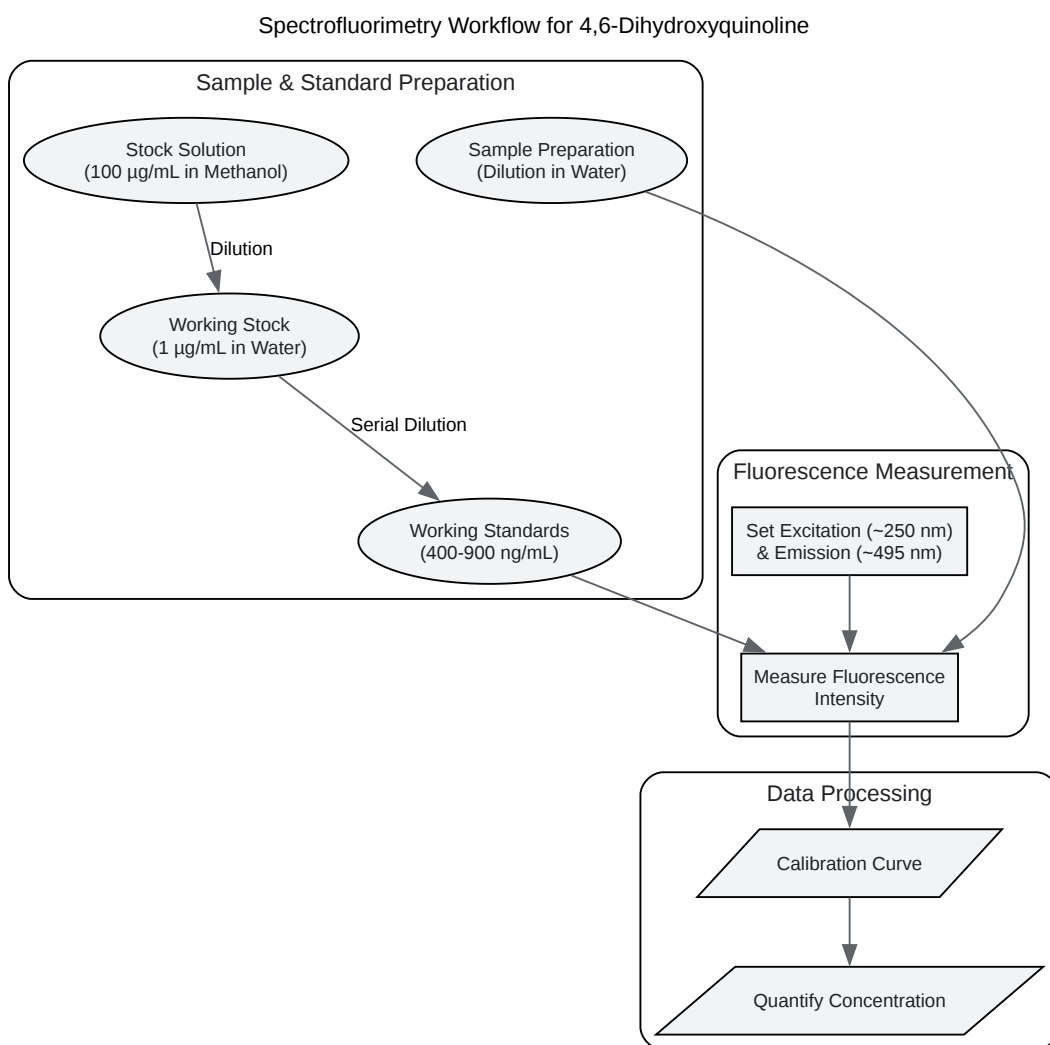 Spectrofluorimetry Workflow for 4,6-Dihydroxyquinoline
Sample & Standard Preparation
Stock Solution
(100 µg/mL in Methanol)
Sample Preparation
(Dilution in Water)
Dilution
Working Stock
(1 µg/mL in Water)
Serial Dilution
Working Standards
(400-900 ng/mL)
Fluorescence Measurement
Set Excitation (~250 nm)
& Emission (~495 nm)
Measure Fluorescence
Intensity
Data Processing
Calibration Curve
Quantify Concentration